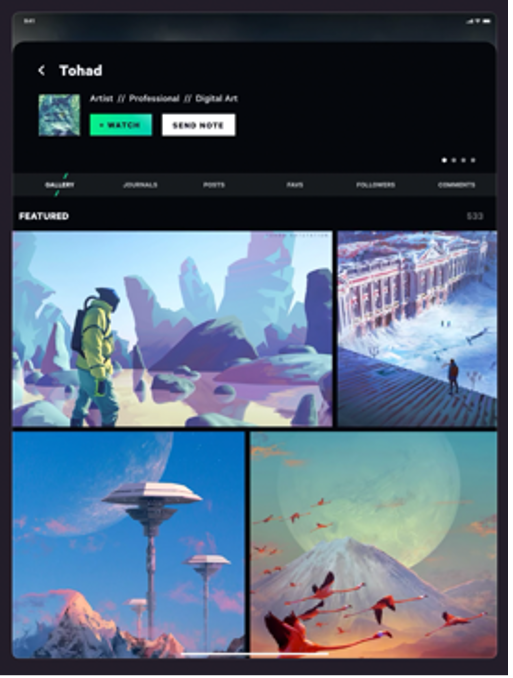 9:41
Tohad
Artist // Professional // Digital Art
+ WATCH
SEND NOTE
GALLERY
JOURNALS
POSTS
FAVS
FOLLOWERS
COMMENTS
FEATURED
533